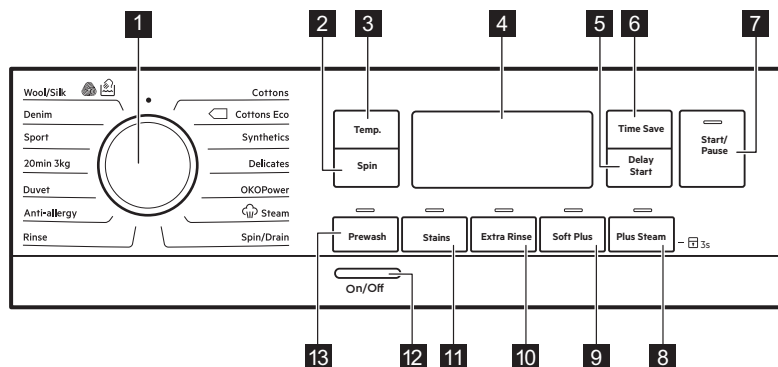 1
2
3
4
5
6
7
Wool/Silk
Denim
Sport
20min 3kg
Duvet
Anti-allergy
Rinse
Cottons
Cottons Eco
Synthetics
Delicates
OKOPower
Steam
Spin/Drain
Temp.
Spin
Time Save
Delay
Start
Start/
Pause
Prewash
Stains
Extra Rinse
Soft Plus
Plus Steam
3s
On/Off
13
12
11
10
9
8